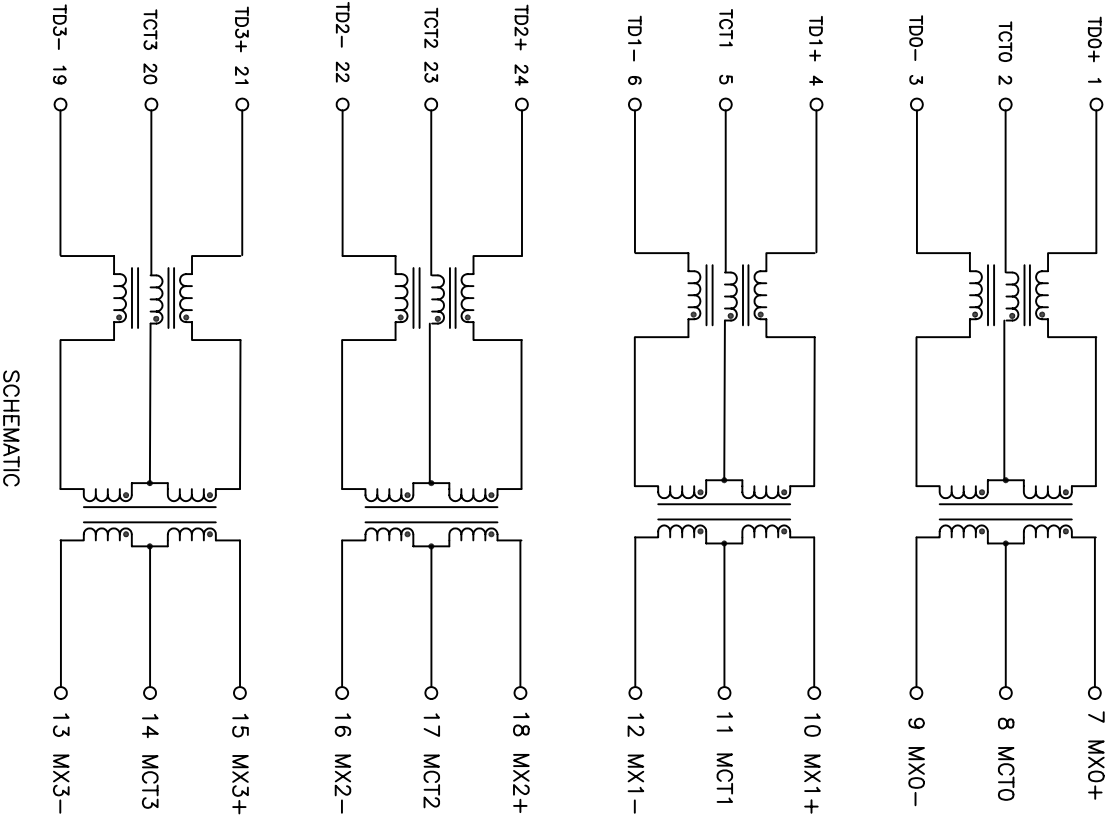 TD0+ 1
TCT0 2
TD0- 3
TD1+ 4
TCT1 5
TD1- 6
TD2+ 24
TCT2 23
TD2- 22
TD3+ 21
TCT3 20
TD3- 19
7 MX0+
8 MCT0
9 MX0-
10 MX1+
11 MCT1
12 MX1-
18 MX2+
17 MCT2
16 MX2-
15 MX3+
14 MCT3
13 MX3-
SCHEMATIC